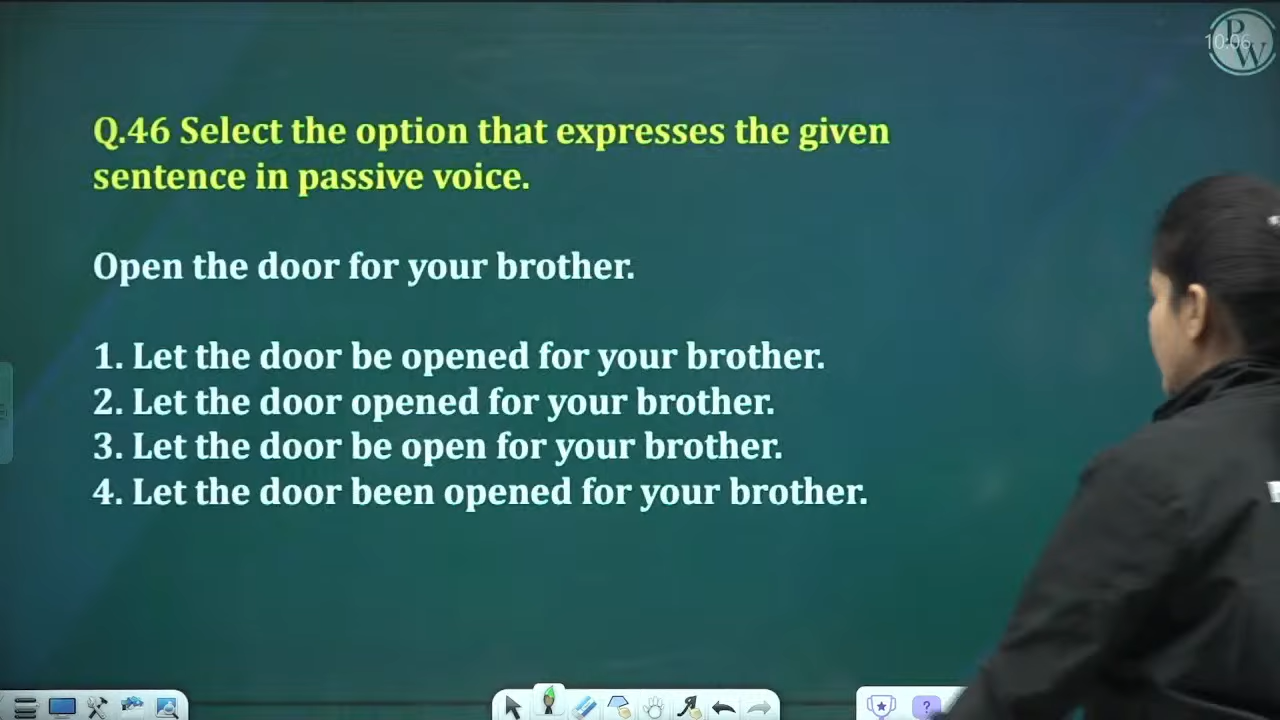 PW
10:06
Q.46 Select the option that expresses the given
sentence in passive voice.
Open the door for your brother.
1. Let the door be opened for your brother.
2. Let the door opened for your brother.
3. Let the door be open for your brother.
4. Let the door been opened for your brother.
?